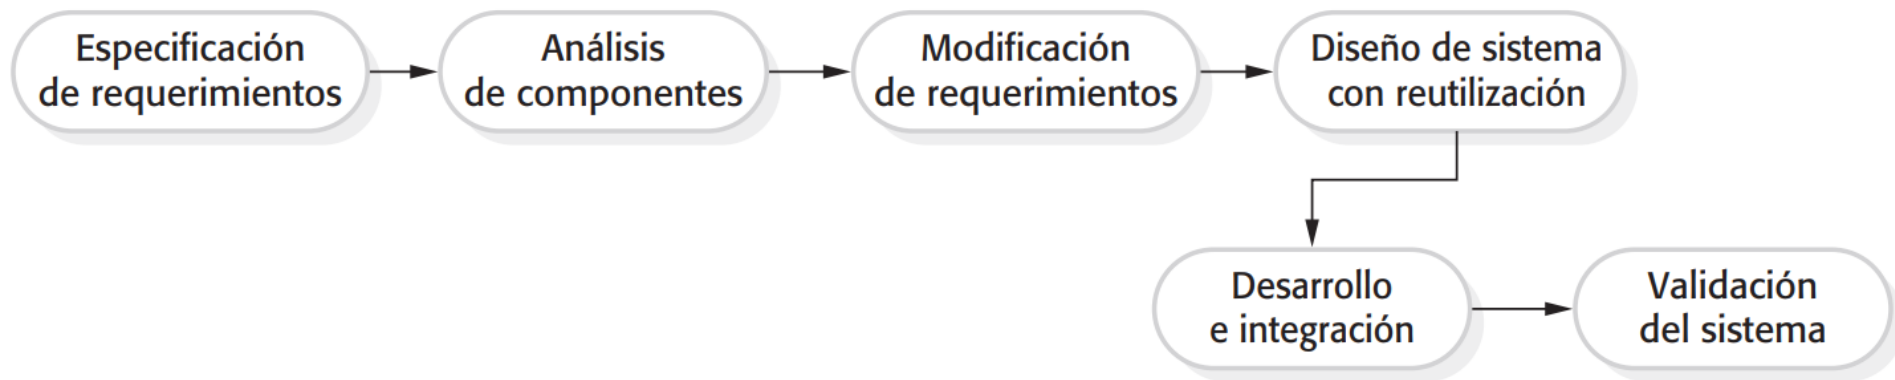 Especificación
de requerimientos
Análisis
de componentes
Modificación
de requerimientos
Diseño de sistema
con reutilización
Desarrollo
e integración
Validación
del sistema